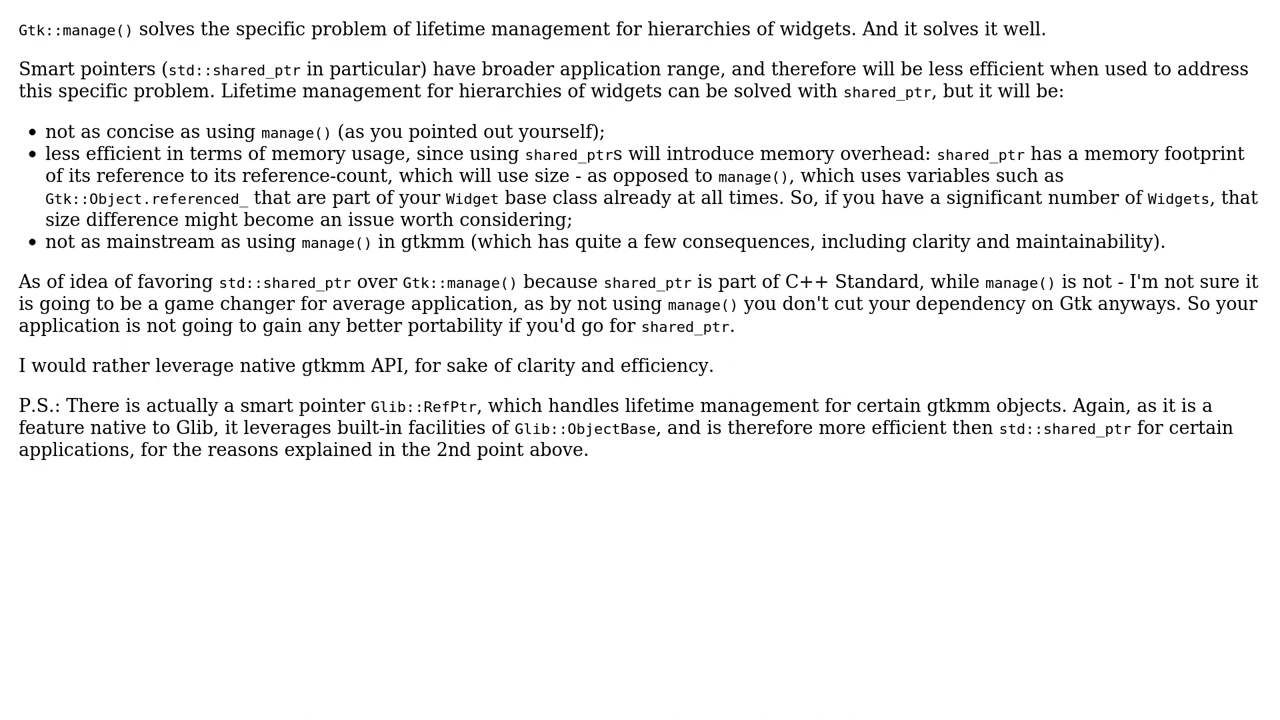 Gtk::manage() solves the specific problem of lifetime management for hierarchies of widgets. And it solves it well.
Smart pointers (std::shared_ptr in particular) have broader application range, and therefore will be less efficient when used to address
this specific problem. Lifetime management for hierarchies of widgets can be solved with shared_ptr, but it will be:
• not as concise as using manage() (as you pointed out yourself);
• less efficient in terms of memory usage, since using shared_ptrs will introduce memory overhead: shared_ptr has a memory footprint
of its reference to its reference-count, which will use size - as opposed to manage(), which uses variables such as
Gtk::Object.referenced_ that are part of your Widget base class already at all times. So, if you have a significant number of Widgets, that
size difference might become an issue worth considering;
• not as mainstream as using manage() in gtkmm (which has quite a few consequences, including clarity and maintainability).
As of idea of favoring std::shared_ptr over Gtk::manage() because shared_ptr is part of C++ Standard, while manage() is not - I'm not sure it
is going to be a game changer for average application, as by not using manage() you don't cut your dependency on Gtk anyways. So your
application is not going to gain any better portability if you'd go for shared_ptr.
I would rather leverage native gtkmm API, for sake of clarity and efficiency.
P.S.: There is actually a smart pointer Glib::RefPtr, which handles lifetime management for certain gtkmm objects. Again, as it is a
feature native to Glib, it leverages built-in facilities of Glib::ObjectBase, and is therefore more efficient then std::shared_ptr for certain
applications, for the reasons explained in the 2nd point above.